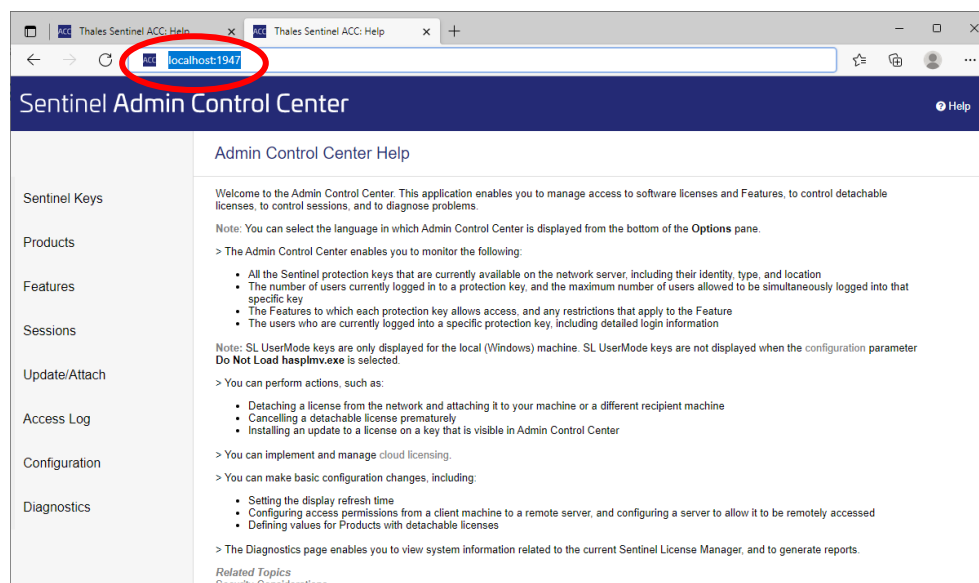 Thales Sentinel ACC: Help
Thales Sentinel ACC: Help
ACC localhost:1947
Sentinel Admin Control Center
Help
Admin Control Center Help
Sentinel Keys
Products
Features
Sessions
Update/Attach
Access Log
Configuration
Diagnostics
Welcome to the Admin Control Center. This application enables you to manage access to software licenses and Features, to control detachable
licenses, to control sessions, and to diagnose problems.
Note: You can select the language in which Admin Control Center is displayed from the bottom of the Options pane.
> The Admin Control Center enables you to monitor the following:
• All the Sentinel protection keys that are currently available on the network server, including their identity, type, and location
• The number of users currently logged in to a protection key, and the maximum number of users allowed to be simultaneously logged into that
specific key
• The Features to which each protection key allows access, and any restrictions that apply to the Feature
• The users who are currently logged into a specific protection key, including detailed login information
Note: SL UserMode keys are only displayed for the local (Windows) machine. SL UserMode keys are not displayed when the configuration parameter
Do Not Load hasplmv.exe is selected.
> You can perform actions, such as:
• Detaching a license from the network and attaching it to your machine or a different recipient machine
• Cancelling a detachable license prematurely
• Installing an update to a license on a key that is visible in Admin Control Center
> You can implement and manage cloud licensing.
> You can make basic configuration changes, including:
• Setting the display refresh time
• Configuring access permissions from a client machine to a remote server, and configuring a server to allow it to be remotely accessed
• Defining values for Products with detachable licenses
> The Diagnostics page enables you to view system information related to the current Sentinel License Manager, and to generate reports.
Related Topics